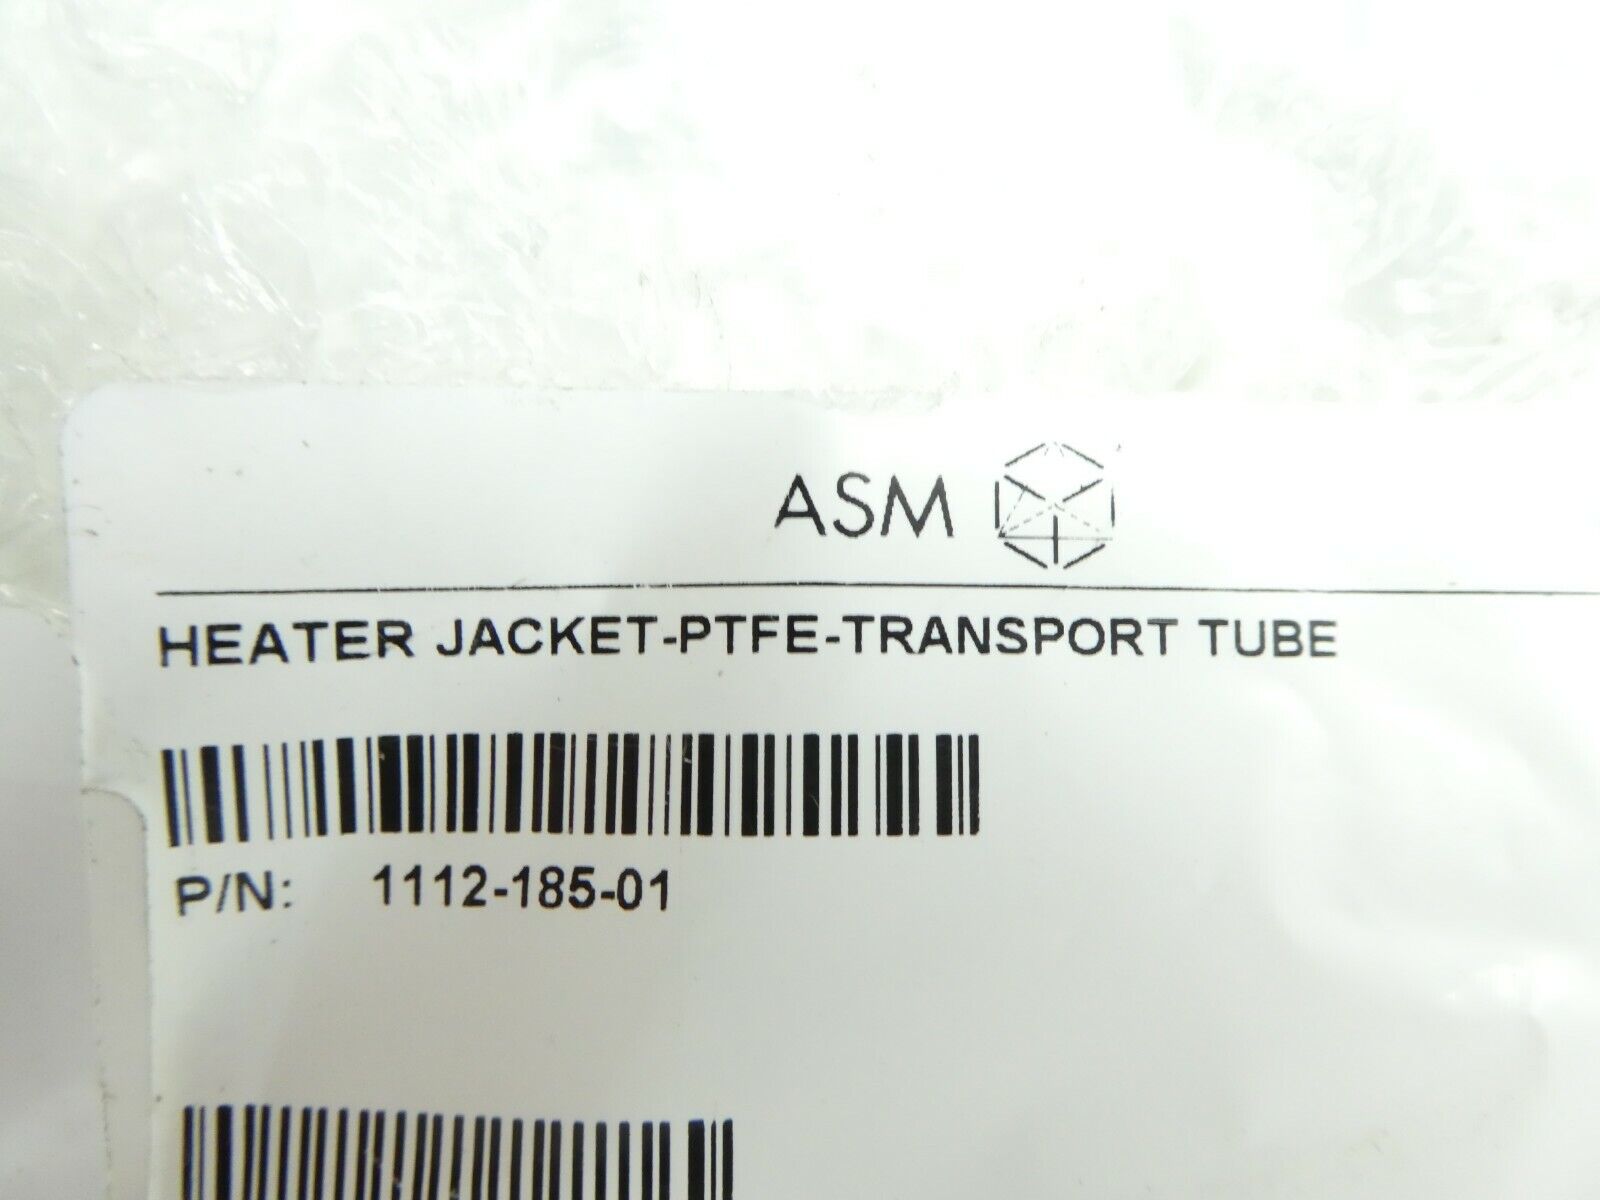 ASM
HEATER JACKET-PTFE-TRANSPORT TUBE
P/N: 1112-185-01